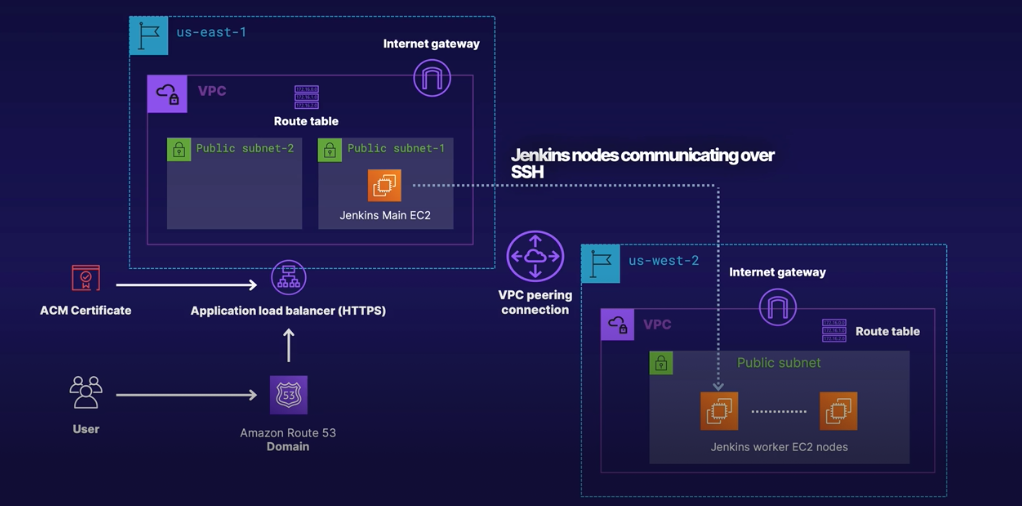 us-east-1
Internet gateway
VPC
Route table
Public subnet-2
Public subnet-1
Jenkins Main EC2
Jenkins nodes communicating over
SSH
VPC peering
connection
ACM Certificate
Application load balancer (HTTPS)
User
53
Amazon Route 53
Domain
us-west-2
Internet gateway
VPC
Route table
Public subnet
Jenkins worker EC2 nodes